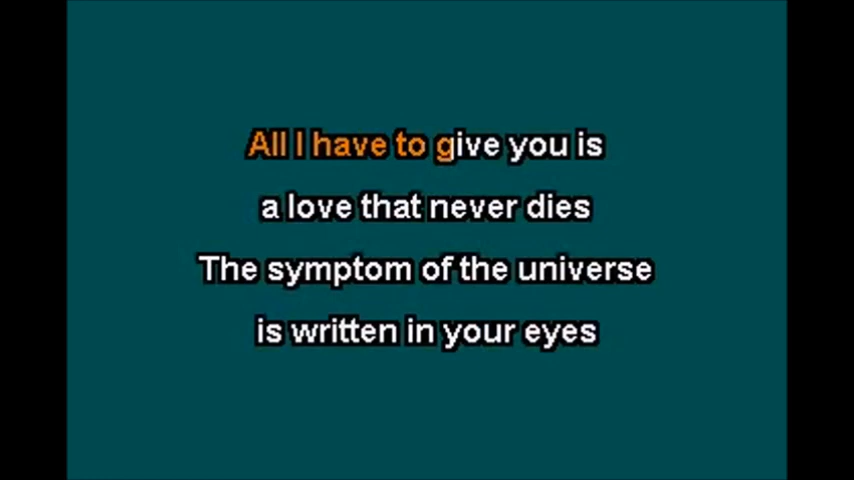 All I have to give you is
a love that never dies
The symptom of the universe
is written in your eyes